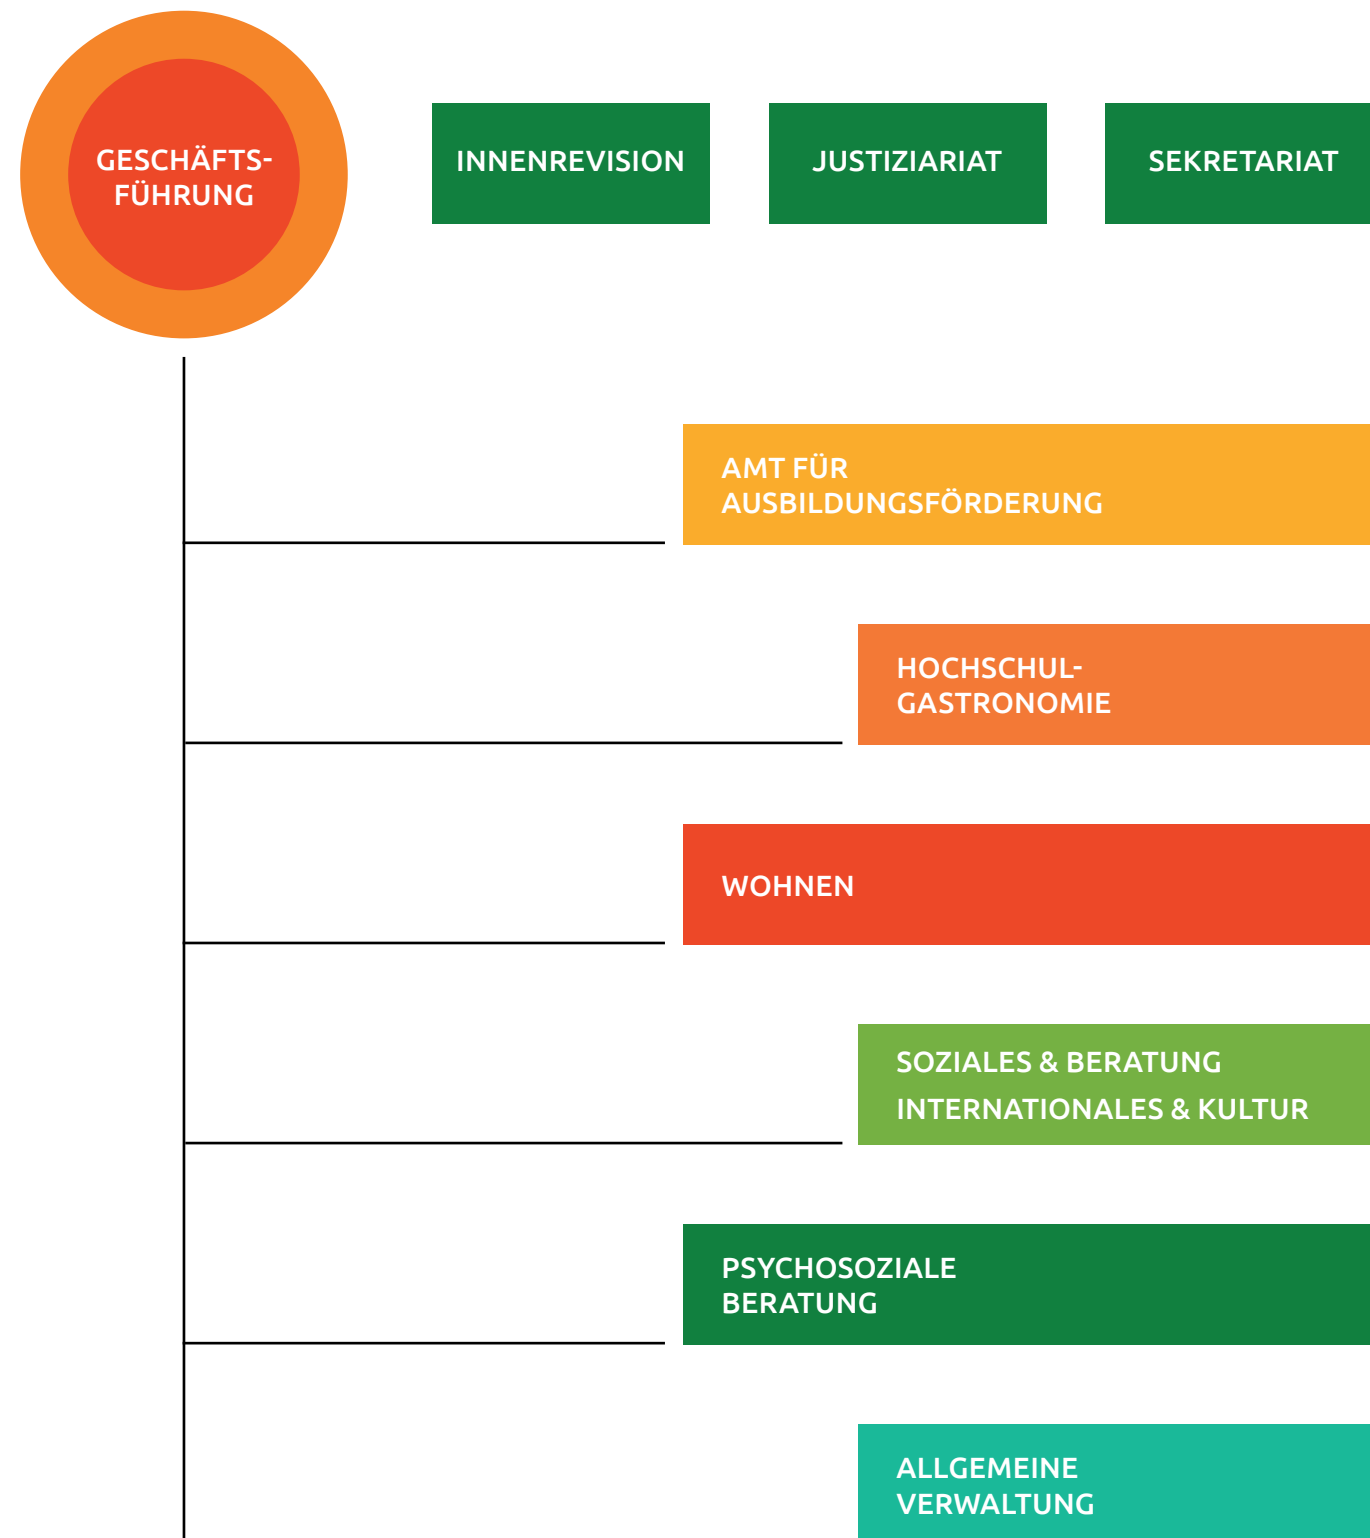 GESCHÄFTS-
FÜHRUNG
INNENREVISION
JUSTIZIARIAT
SEKRETARIAT
AMT FÜR
AUSBILDUNGSFÖRDERUNG
HOCHSCHUL-
GASTRONOMIE
WOHNEN
SOZIALES & BERATUNG
INTERNATIONALES & KULTUR
PSYCHOSOZIALE
BERATUNG
ALLGEMEINE
VERWALTUNG